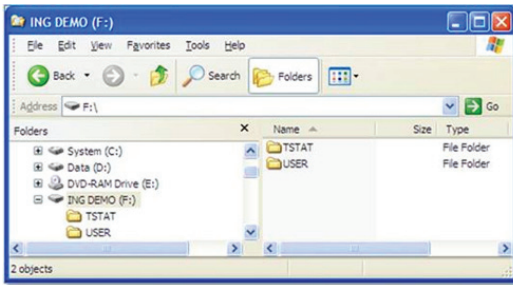 ING DEMO (F:)
File Edit View Favorites Tools Help
Back Search Folders
Address F:\ Go
Folders × Name Size Type
System (C:)
Data (D:)
DVD-RAM Drive (E:)
ING DEMO (F:)
TSTAT
USER
TSTAT File Folder
USER File Folder
2 objects